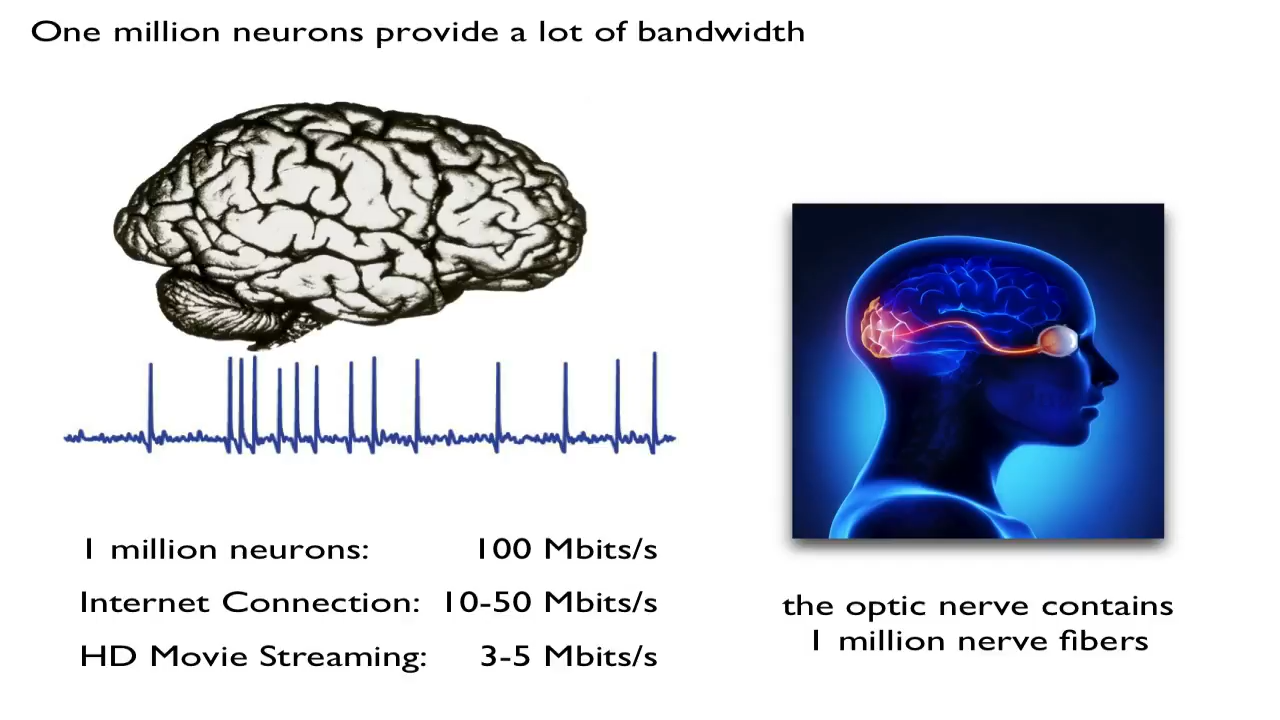 One million neurons provide a lot of bandwidth
1 million neurons: 100 Mbits/s
Internet Connection: 10-50 Mbits/s
HD Movie Streaming: 3-5 Mbits/s
the optic nerve contains
1 million nerve fibers